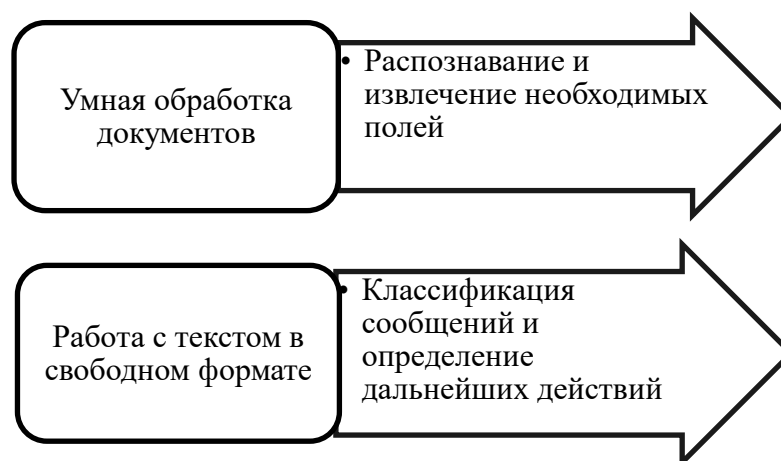 Умная обработка
документов
• Распознавание и
извлечение необходимых
полей
Работа с текстом в
свободном формате
• Классификация
сообщений и
определение
дальнейших действий